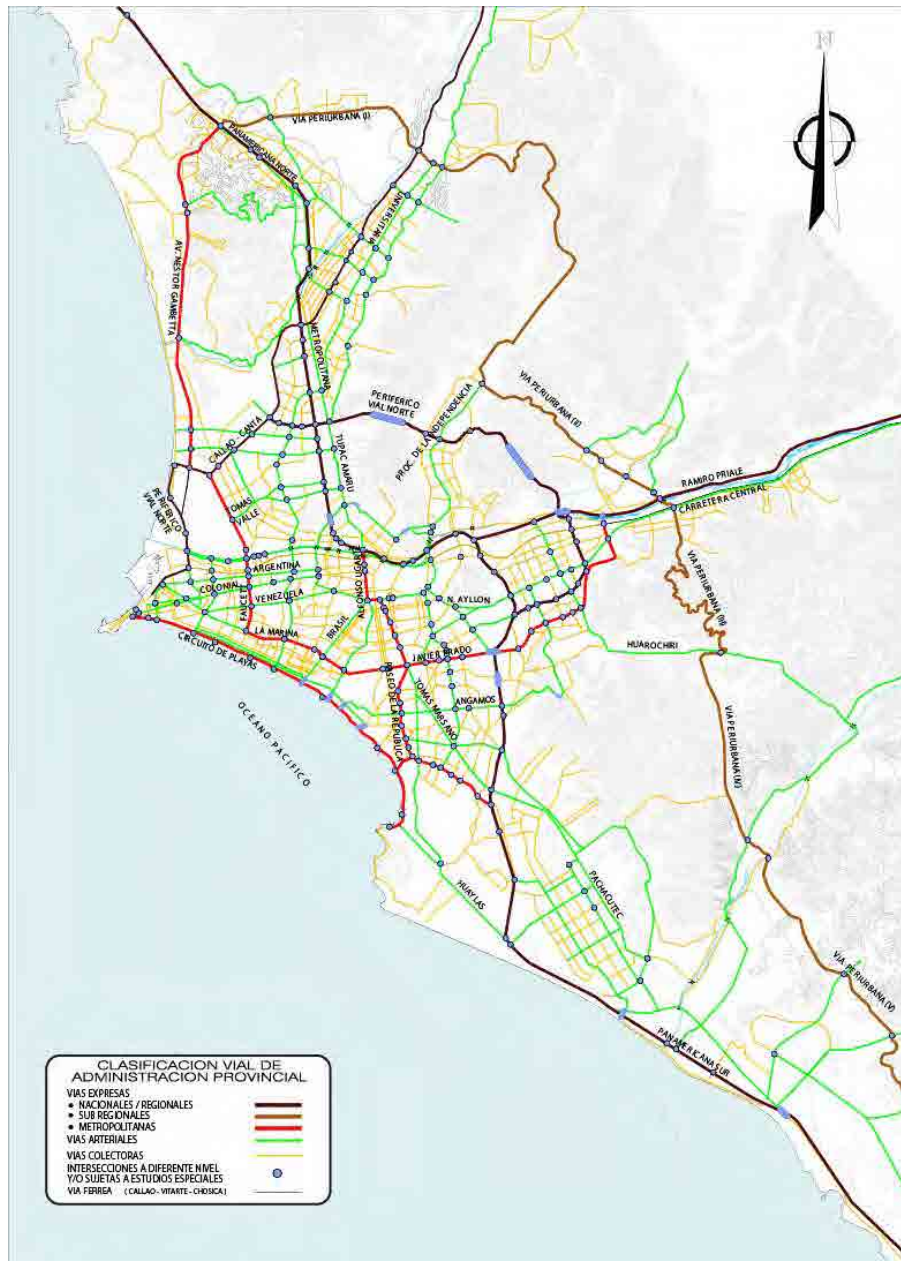 N
VIA PERIURBANA (I)
PANAMERICANA NORTE
UNIVERSITARIA
AV. NESTOR GAMBETTA
METROPOLITANA
PERIFERICO
VIAL NORTE
PROC. DE LA INDEPENDENCIA
VIA PERIURBANA (II)
CALLAO - CANTA
TUPAC AMARU
RAMIRO PRIALE
CARRETERA CENTRAL
TOMAS
VALLE
PERIFERICO
VIAL NORTE
ARGENTINA
ALFONSO UGARTE
COLONIAL
VENEZUELA
FAUCETT
N. AYLLON
VIA PERIURBANA (III)
BRASIL
LA MARINA
CIRCUITO DE PLAYAS
JAVIER PRADO
HUAROCHIRI
PASEO DE LA REPUBLICA
TOMAS MARSANO
ANGAMOS
VIA PERIURBANA (IV)
OCEANO PACIFICO
HUAYLAS
PACHACUTEC
VIA PERIURBANA (V)
PANAMERICANA SUR
CLASIFICACION VIAL DE
ADMINISTRACION PROVINCIAL
VIAS EXPRESAS
• NACIONALES / REGIONALES
• SUB REGIONALES
• METROPOLITANAS
VIAS ARTERIALES
VIAS COLECTORAS
INTERSECCIONES A DIFERENTE NIVEL
Y/O SUJETAS A ESTUDIOS ESPECIALES
VIA FERREA ( CALLAO - VITARTE - CHOSICA )